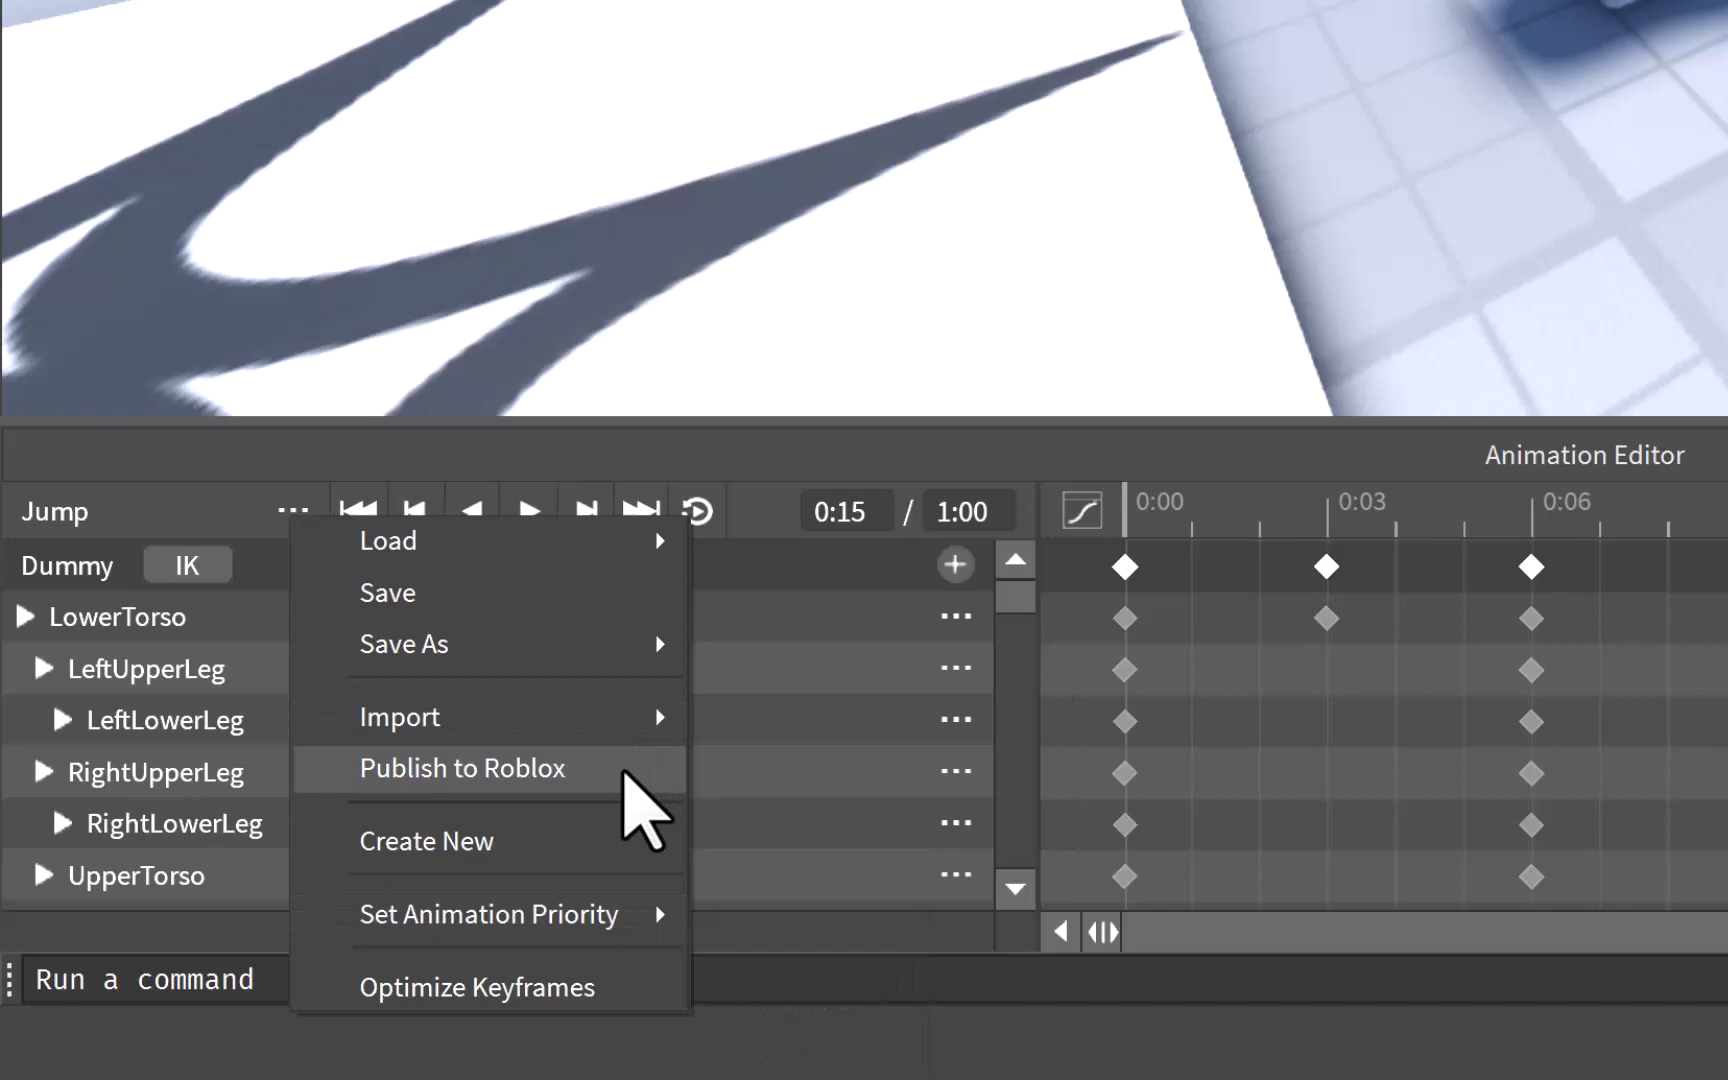 Animation Editor
Jump ... 0:15 / 1:00 0:00 0:03 0:06
Dummy IK
LowerTorso
LeftUpperLeg
LeftLowerLeg
RightUpperLeg
RightLowerLeg
UpperTorso
Load
Save
Save As
Import
Publish to Roblox
Create New
Set Animation Priority
Optimize Keyframes
Run a command